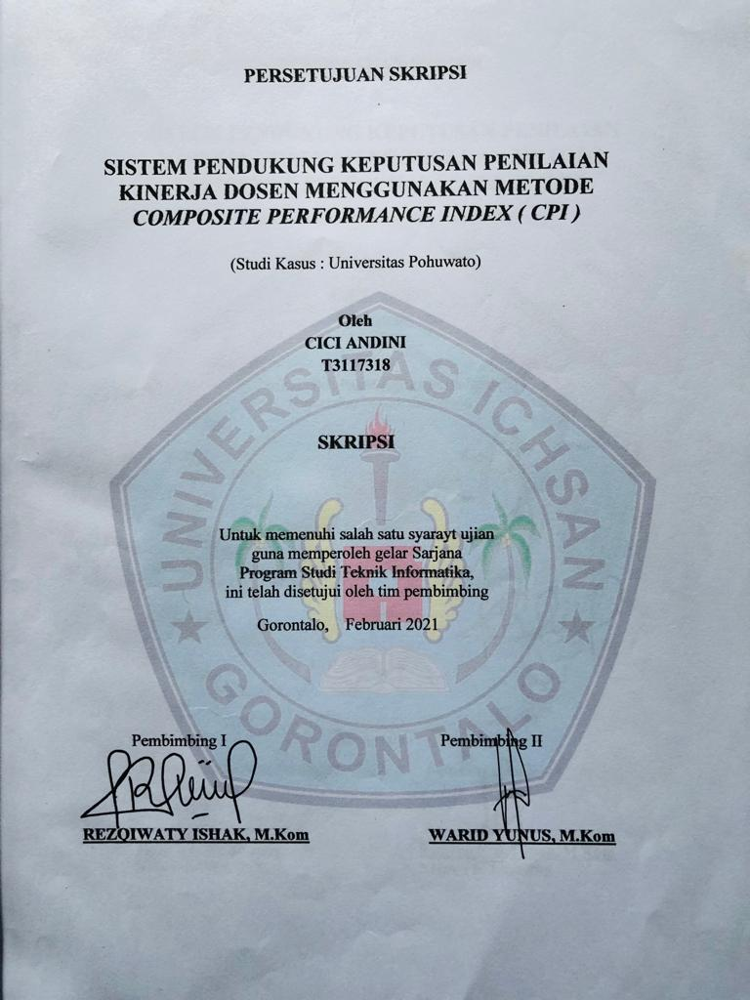 PERSETUJUAN SKRIPSI
SISTEM PENDUKUNG KEPUTUSAN PENILAIAN
KINERJA DOSEN MENGGUNAKAN METODE
COMPOSITE PERFORMANCE INDEX ( CPI )
(Studi Kasus : Universitas Pohuwato)
Oleh
CICI ANDINI
T3117318
UNIVERSITAS ICHSAN
SKRIPSI
Untuk memenuhi salah satu syarayt ujian
guna memperoleh gelar Sarjana
Program Studi Teknik Informatika,
ini telah disetujui oleh tim pembimbing
Gorontalo, Februari 2021
GORONTALO
Pembimbing I Pembimbing II
REZQIWATY ISHAK, M.Kom WARID YUNUS, M.Kom